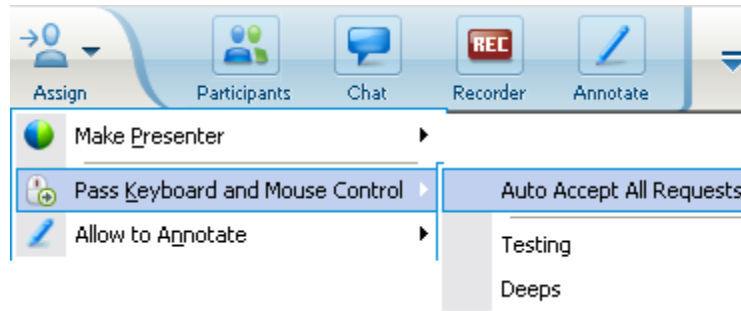 REC
Assign Participants Chat Recorder Annotate
Make Presenter
Pass Keyboard and Mouse Control Auto Accept All Requests
Allow to Annotate Testing
Deeps